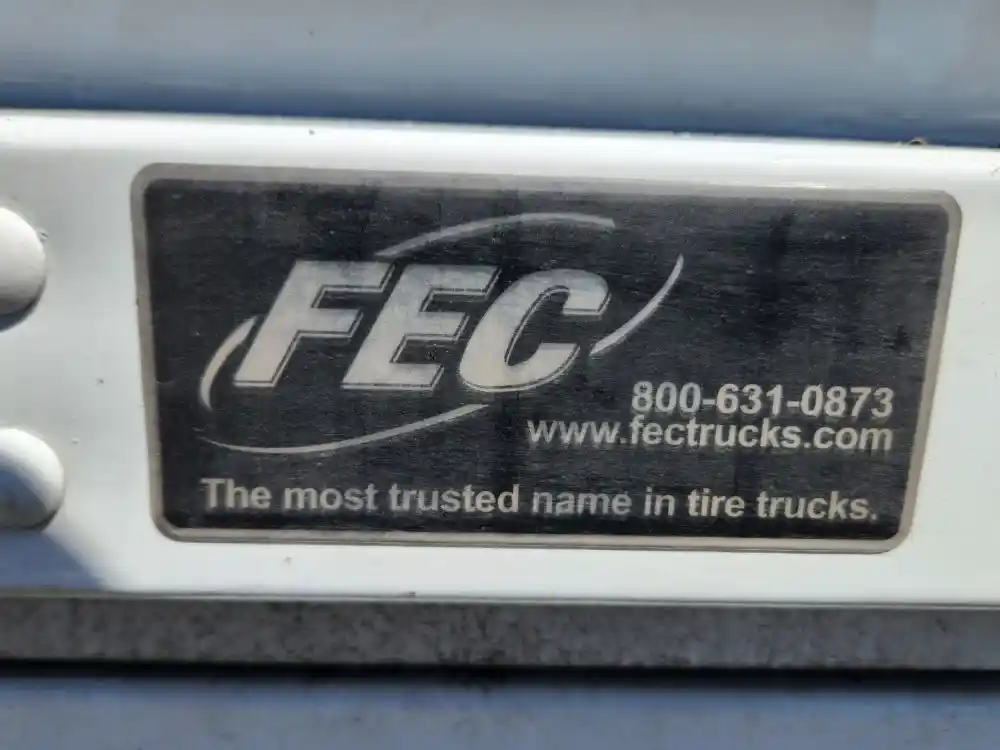 FEC
800-631-0873
www.fectrucks.com
The most trusted name in tire trucks.